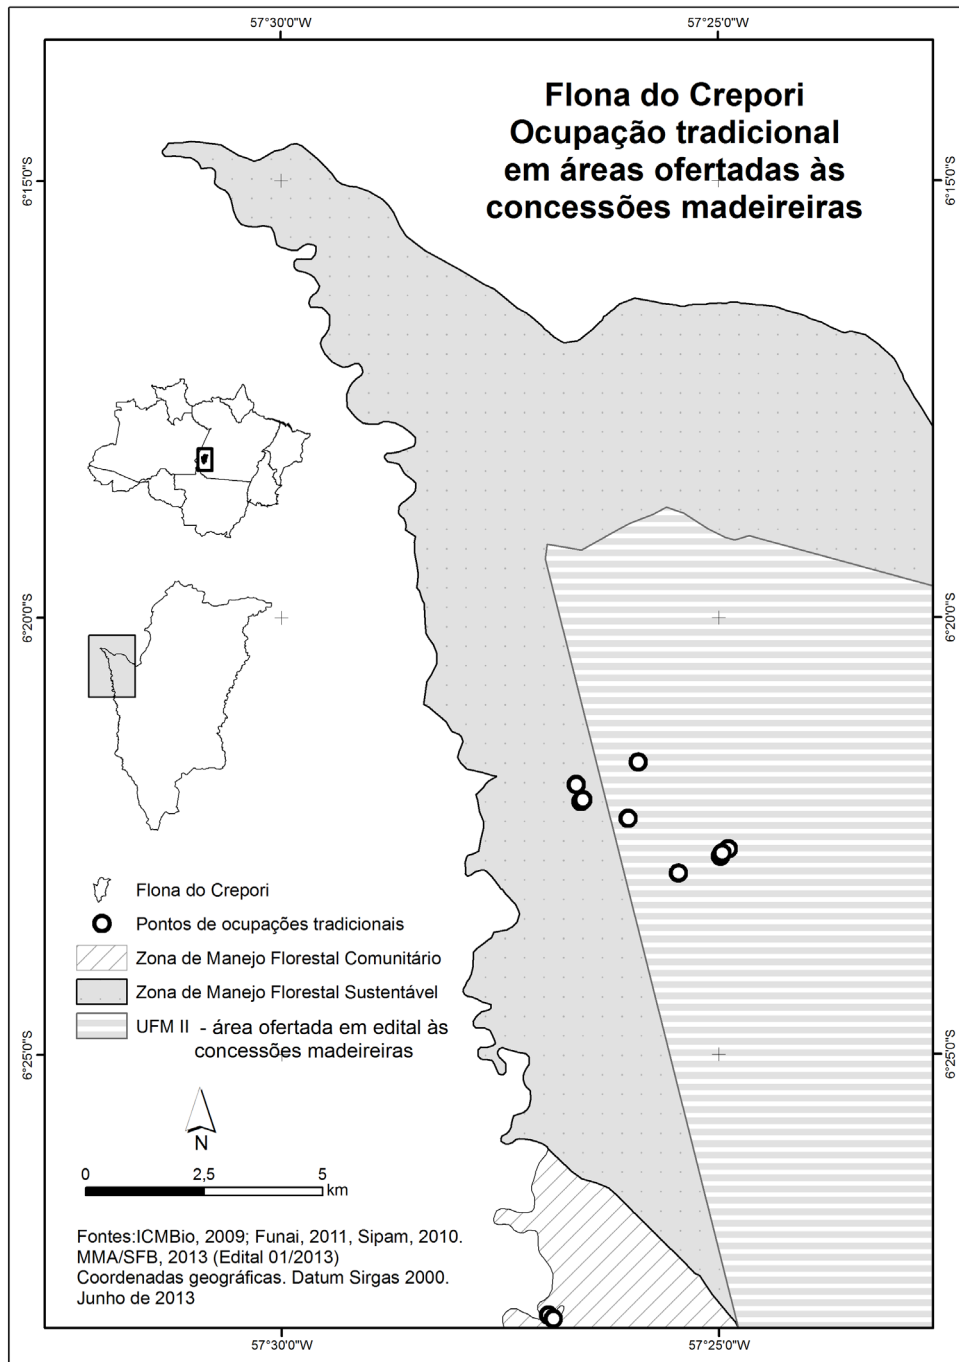 57°30'0"W
57°25'0"W
Flona do Crepori
Ocupação tradicional
em áreas ofertadas às
concessões madeireiras
6°15'0"S
6°15'0"S
6°20'0"S
6°20'0"S
Flona do Crepori
Pontos de ocupações tradicionais
Zona de Manejo Florestal Comunitário
Zona de Manejo Florestal Sustentável
UFM II - área ofertada em edital às
concessões madeireiras
6°25'0"S
6°25'0"S
N
0 2,5 5
km
Fontes:ICMBio, 2009; Funai, 2011, Sipam, 2010.
MMA/SFB, 2013 (Edital 01/2013)
Coordenadas geográficas. Datum Sirgas 2000.
Junho de 2013
57°30'0"W
57°25'0"W